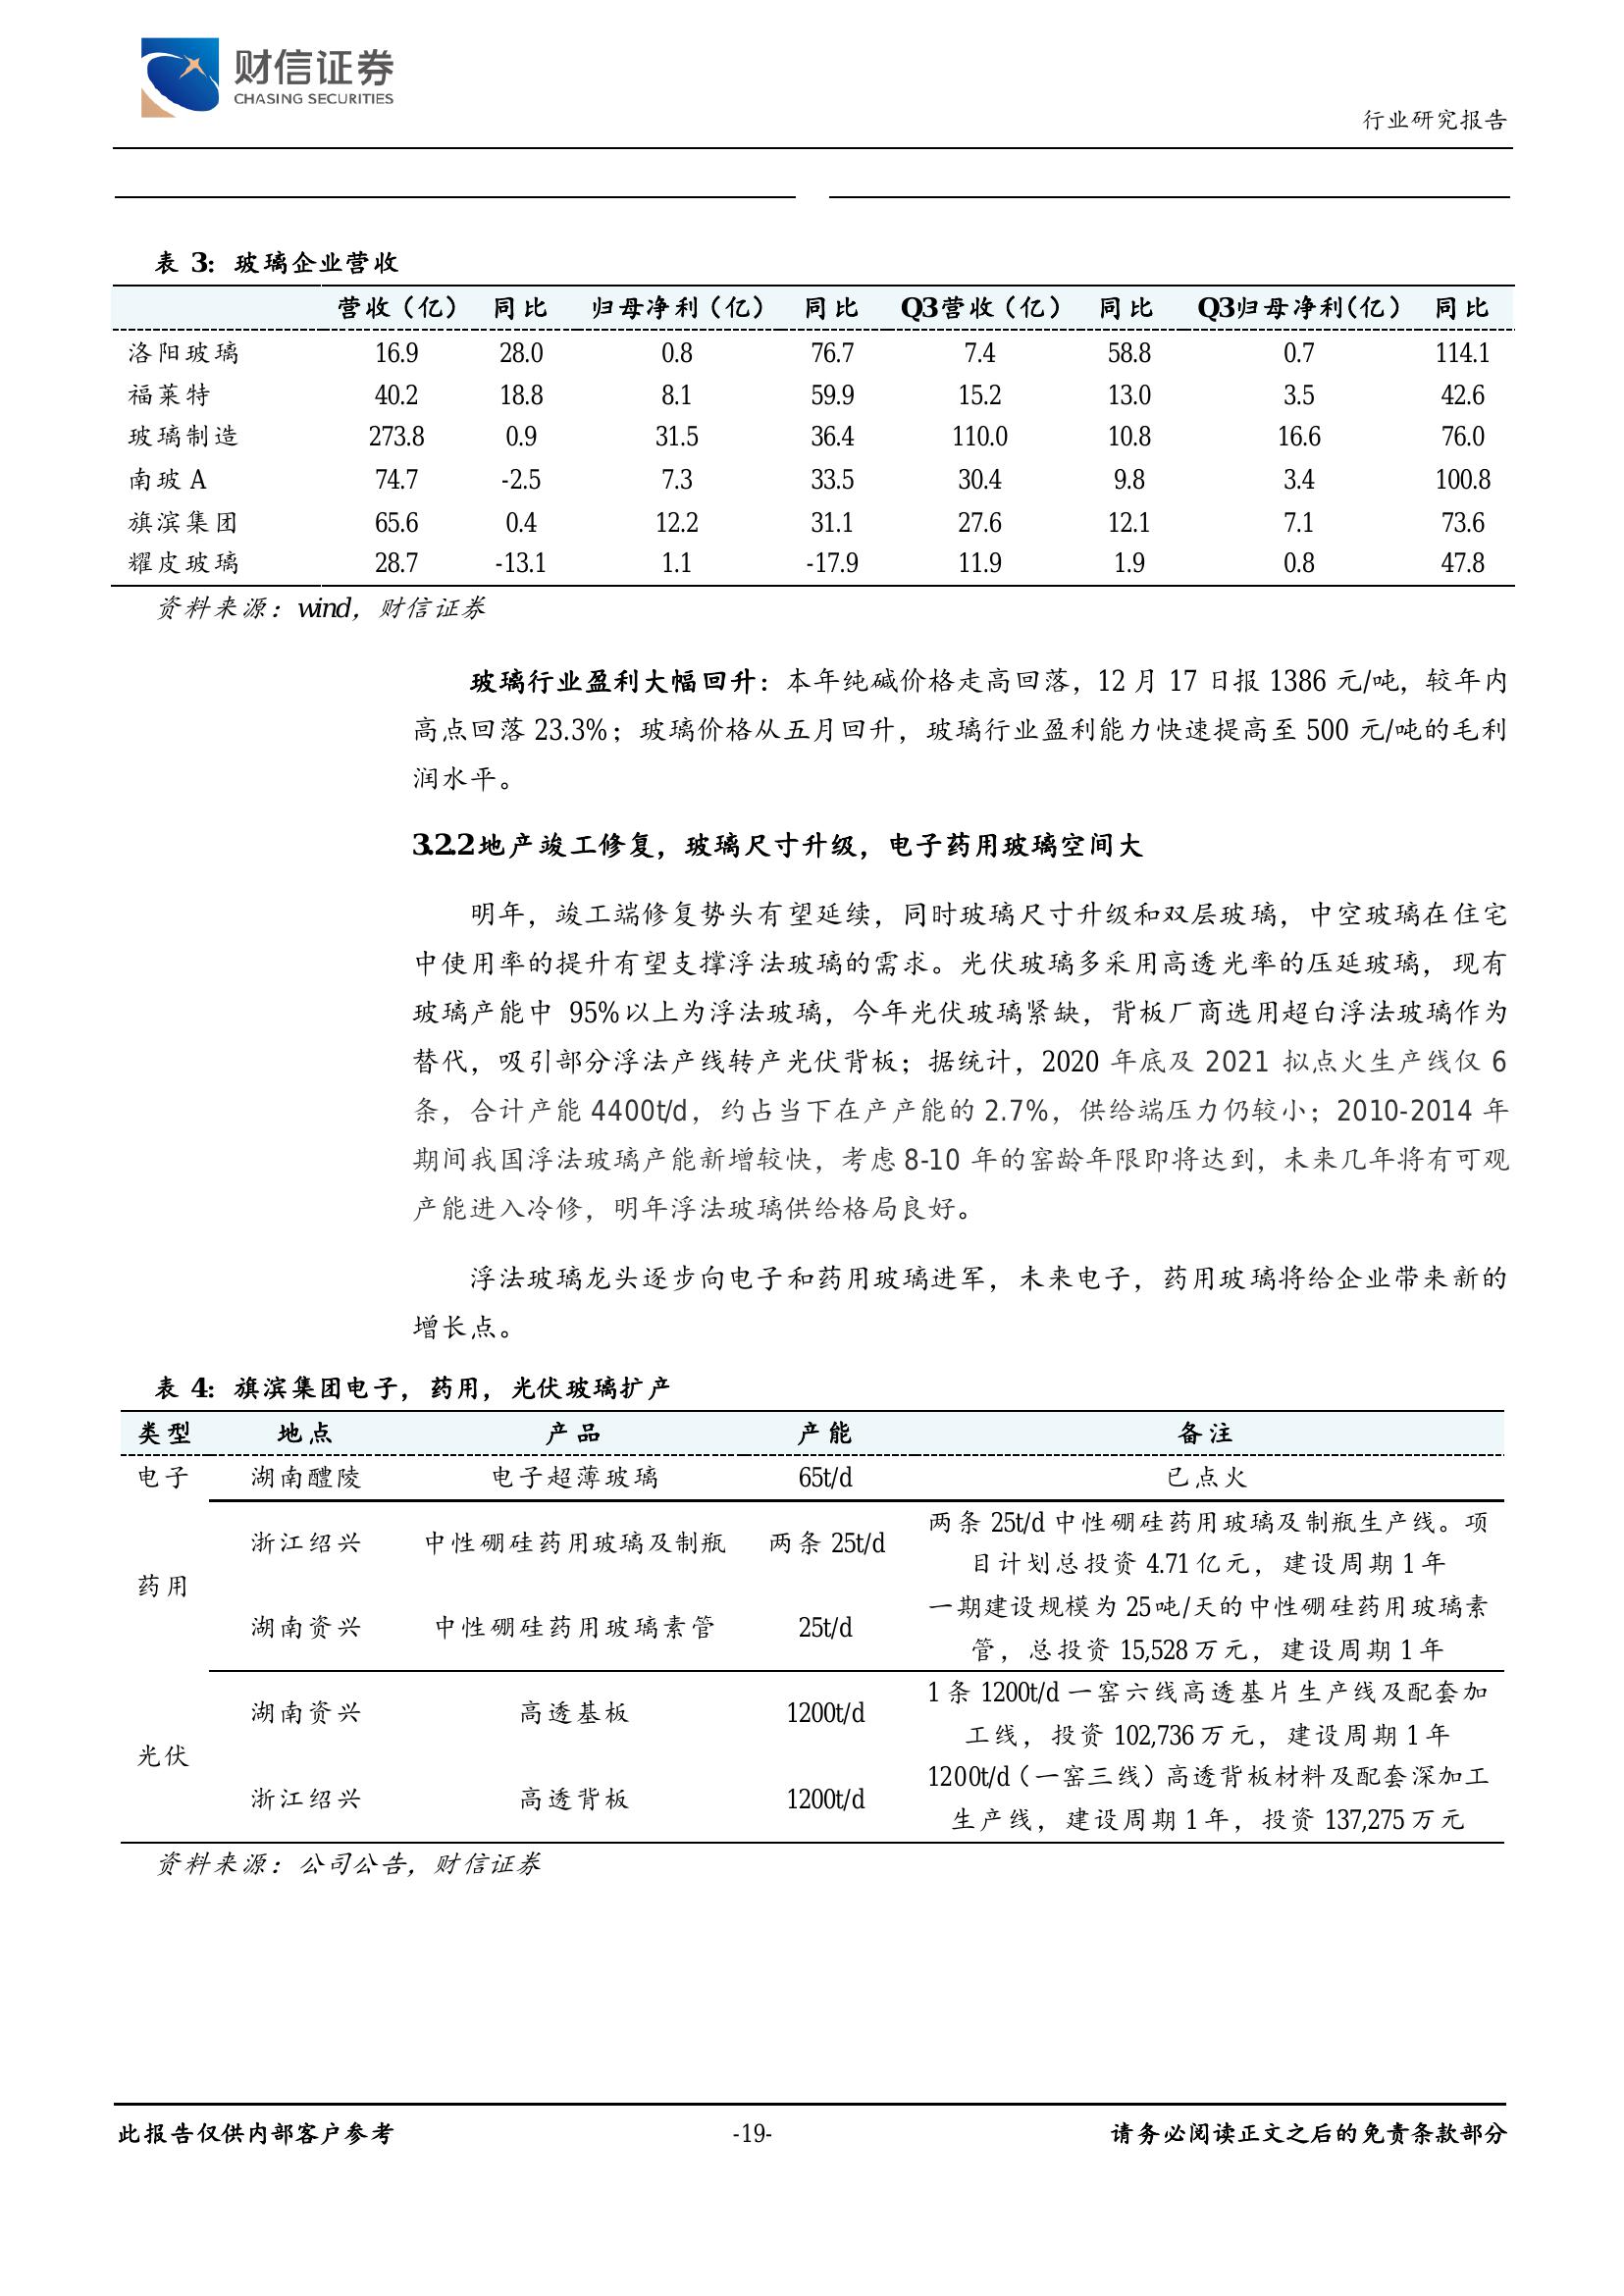 财信证券
CHASING SECURITIES
行业研究报告
表 3：玻璃企业营收
营收（亿） 同比 归母净利（亿） 同比 Q3营收（亿） 同比 Q3归母净利（亿） 同比
洛阳玻璃 16.9 28.0 0.8 76.7 7.4 58.8 0.7 114.1
福莱特 40.2 18.8 8.1 59.9 15.2 13.0 3.5 42.6
玻璃制造 273.8 0.9 31.5 36.4 110.0 10.8 16.6 76.0
南玻 A 74.7 -2.5 7.3 33.5 30.4 9.8 3.4 100.8
旗滨集团 65.6 0.4 12.2 31.1 27.6 12.1 7.1 73.6
耀皮玻璃 28.7 -13.1 1.1 -17.9 11.9 1.9 0.8 47.8
资料来源：wind，财信证券
玻璃行业盈利大幅回升：本年纯碱价格走高回落，12 月 17 日报 1386 元/吨，较年内
高点回落 23.3%；玻璃价格从五月回升，玻璃行业盈利能力快速提高至 500 元/吨的毛利
润水平。
3.2.2 地产竣工修复，玻璃尺寸升级，电子药用玻璃空间大
明年，竣工端修复势头有望延续，同时玻璃尺寸升级和双层玻璃，中空玻璃在住宅
中使用率的提升有望支撑浮法玻璃的需求。光伏玻璃多采用高透光率的压延玻璃，现有
玻璃产能中 95%以上为浮法玻璃，今年光伏玻璃紧缺，背板厂商选用超白浮法玻璃作为
替代，吸引部分浮法产线转产光伏背板；据统计，2020 年底及 2021 拟点火生产线仅 6
条，合计产能 4400t/d，约占当下在产产能的 2.7%，供给端压力仍较小；2010-2014 年
期间我国浮法玻璃产能新增较快，考虑 8-10 年的窑龄年限即将达到，未来几年将有可观
产能进入冷修，明年浮法玻璃供给格局良好。
浮法玻璃龙头逐步向电子和药用玻璃进军，未来电子，药用玻璃将给企业带来新的
增长点。
表 4：旗滨集团电子，药用，光伏玻璃扩产
类型 地点 产品 产能 备注
电子 湖南醴陵 电子超薄玻璃 65t/d 已点火
药用 浙江绍兴 中性硼硅药用玻璃及制瓶 两条 25t/d 两条 25t/d 中性硼硅药用玻璃及制瓶生产线。项
目计划总投资 4.71 亿元，建设周期 1 年
湖南资兴 中性硼硅药用玻璃素管 25t/d 一期建设规模为 25 吨/天的中性硼硅药用玻璃素
管，总投资 15,528 万元，建设周期 1 年
光伏 湖南资兴 高透基板 1200t/d 1 条 1200t/d 一窑六线高透基片生产线及配套加
工线，投资 102,736 万元，建设周期 1 年
浙江绍兴 高透背板 1200t/d 1200t/d（一窑三线）高透背板材料及配套深加工
生产线，建设周期 1 年，投资 137,275 万元
资料来源：公司公告，财信证券
此报告仅供内部客户参考 -19- 请务必阅读正文之后的免责条款部分